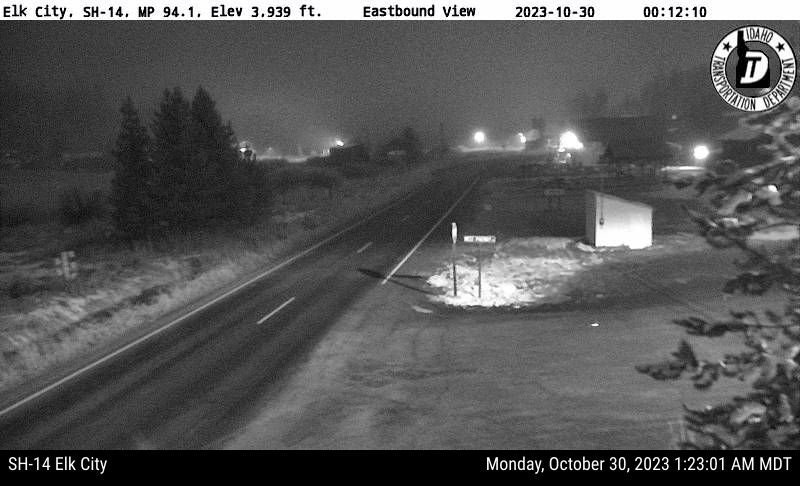 Elk City, SH-14, MP 94.1, Elev 3,939 ft. Eastbound View 2023-10-30 00:12:10
IDAHO
TRANSPORTATION DEPARTMENT
SH-14 Elk City Monday, October 30, 2023 1:23:01 AM MDT